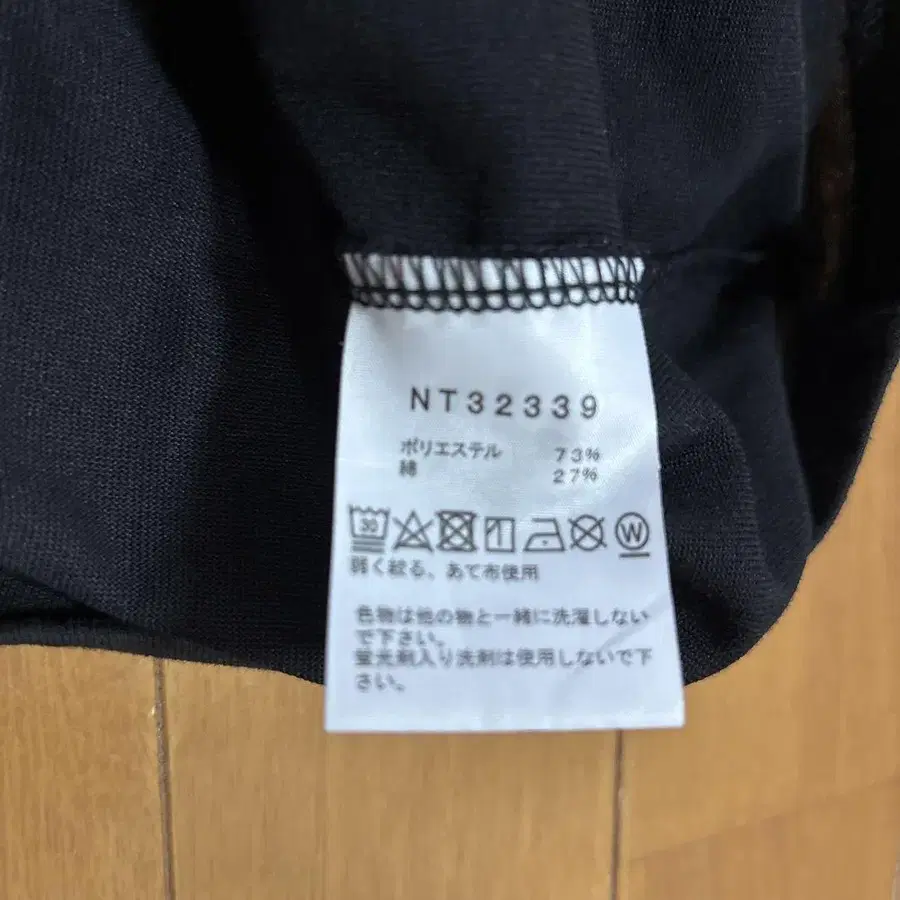 NT32339
ポリエステル 73%
綿 27%
30 W
弱く絞る、あて布使用
色物は他の物と一緒に洗濯しない
で下さい。
蛍光剤入り洗剤は使用しないで下
さい。